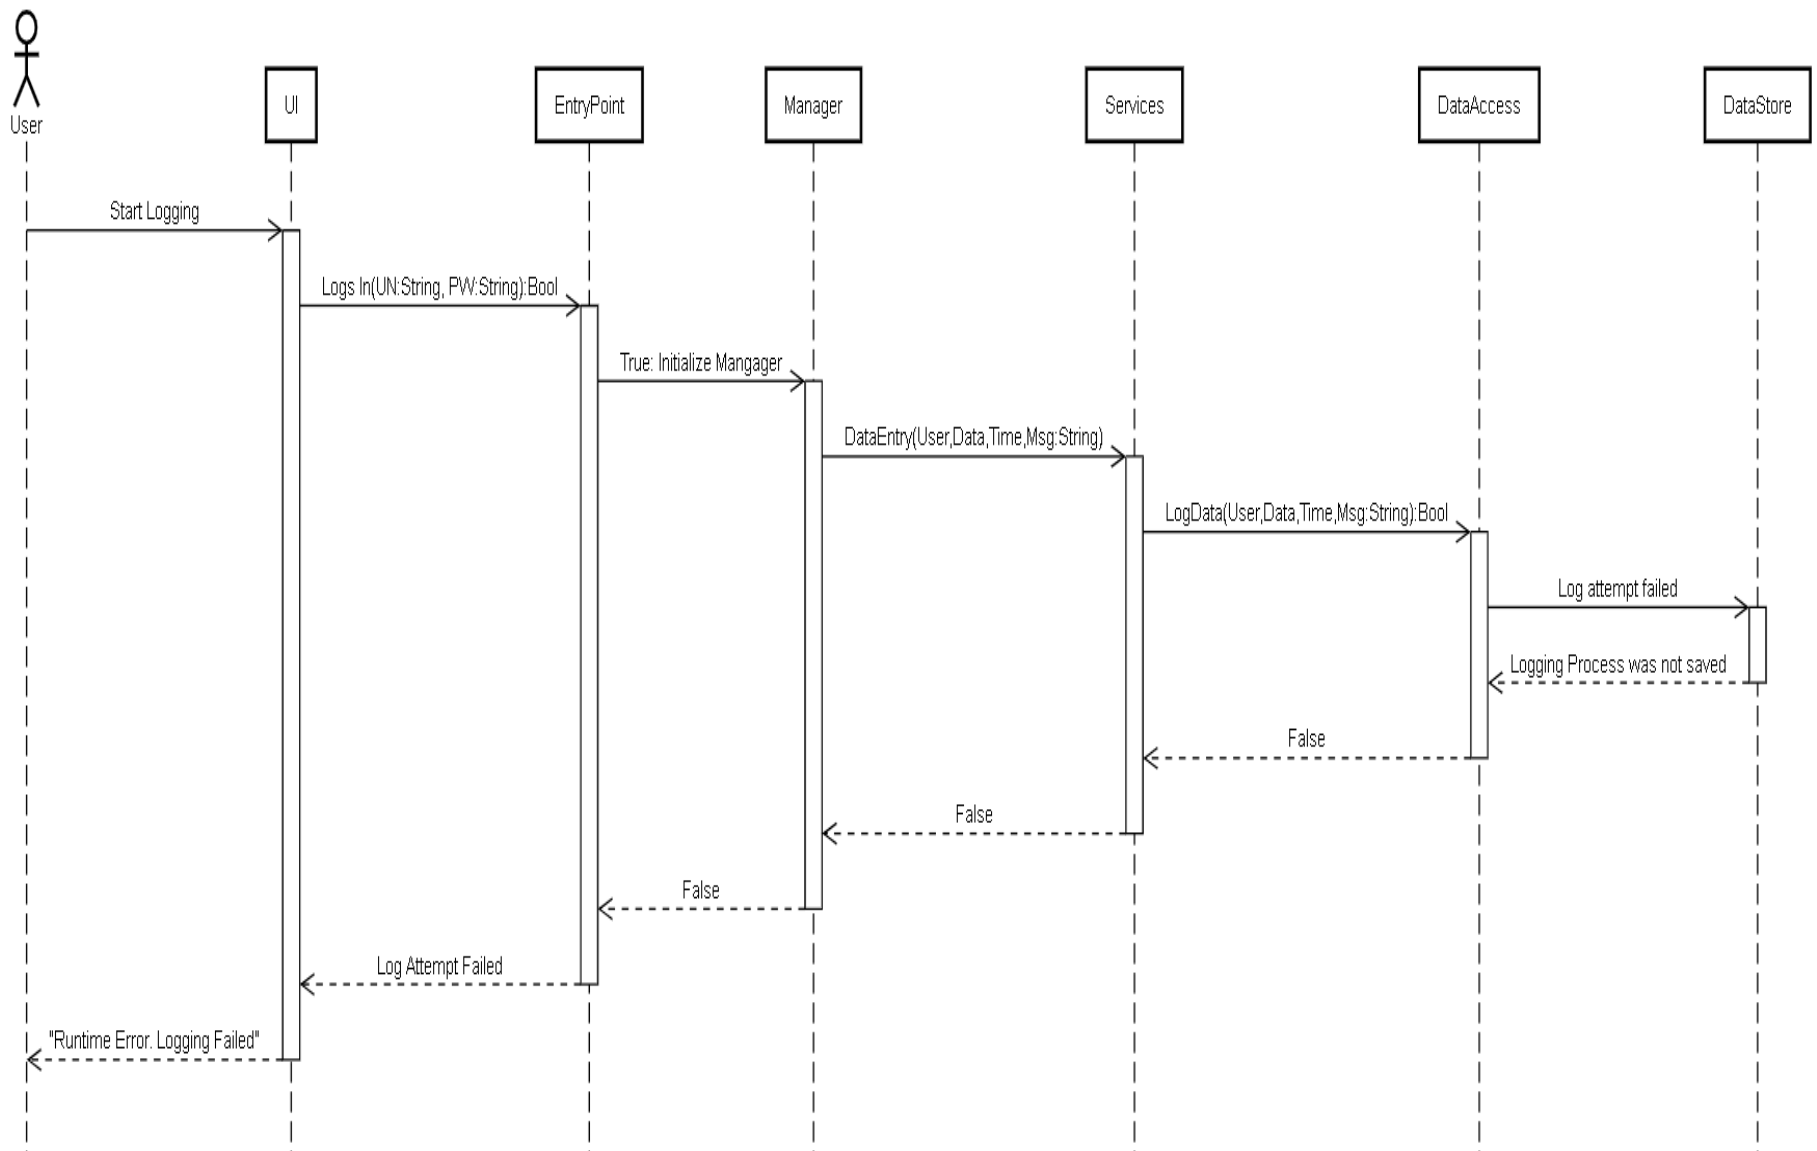 User
UI
EntryPoint
Manager
Services
DataAccess
DataStore
Start Logging
Logs In(UN:String, PW:String):Bool
True: Initialize Mangager
DataEntry(User,Data,Time,Msg:String)
LogData(User,Data,Time,Msg:String):Bool
Log attempt failed
Logging Process was not saved
False
False
False
Log Attempt Failed
"Runtime Error. Logging Failed"